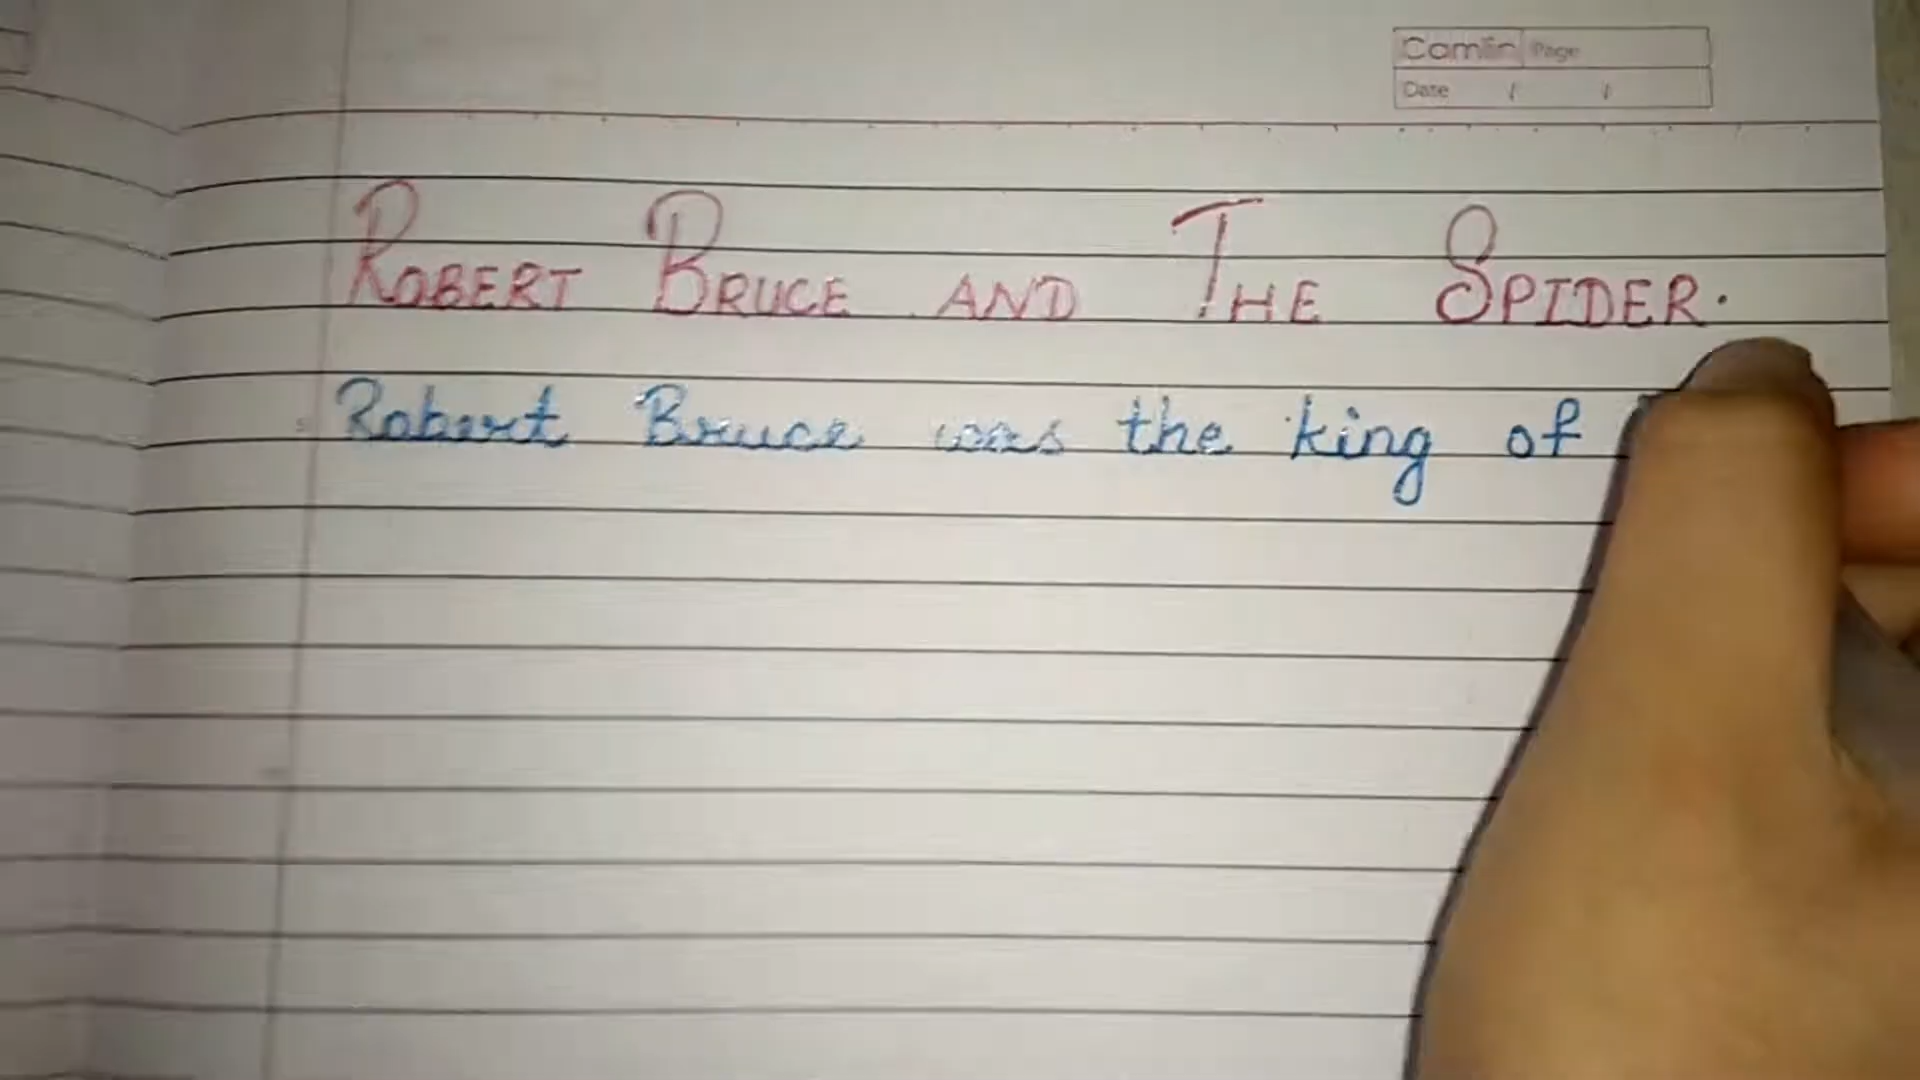 Camlin Page
Date / /
ROBERT BRUCE AND THE SPIDER.
Robert Bruce was the king of